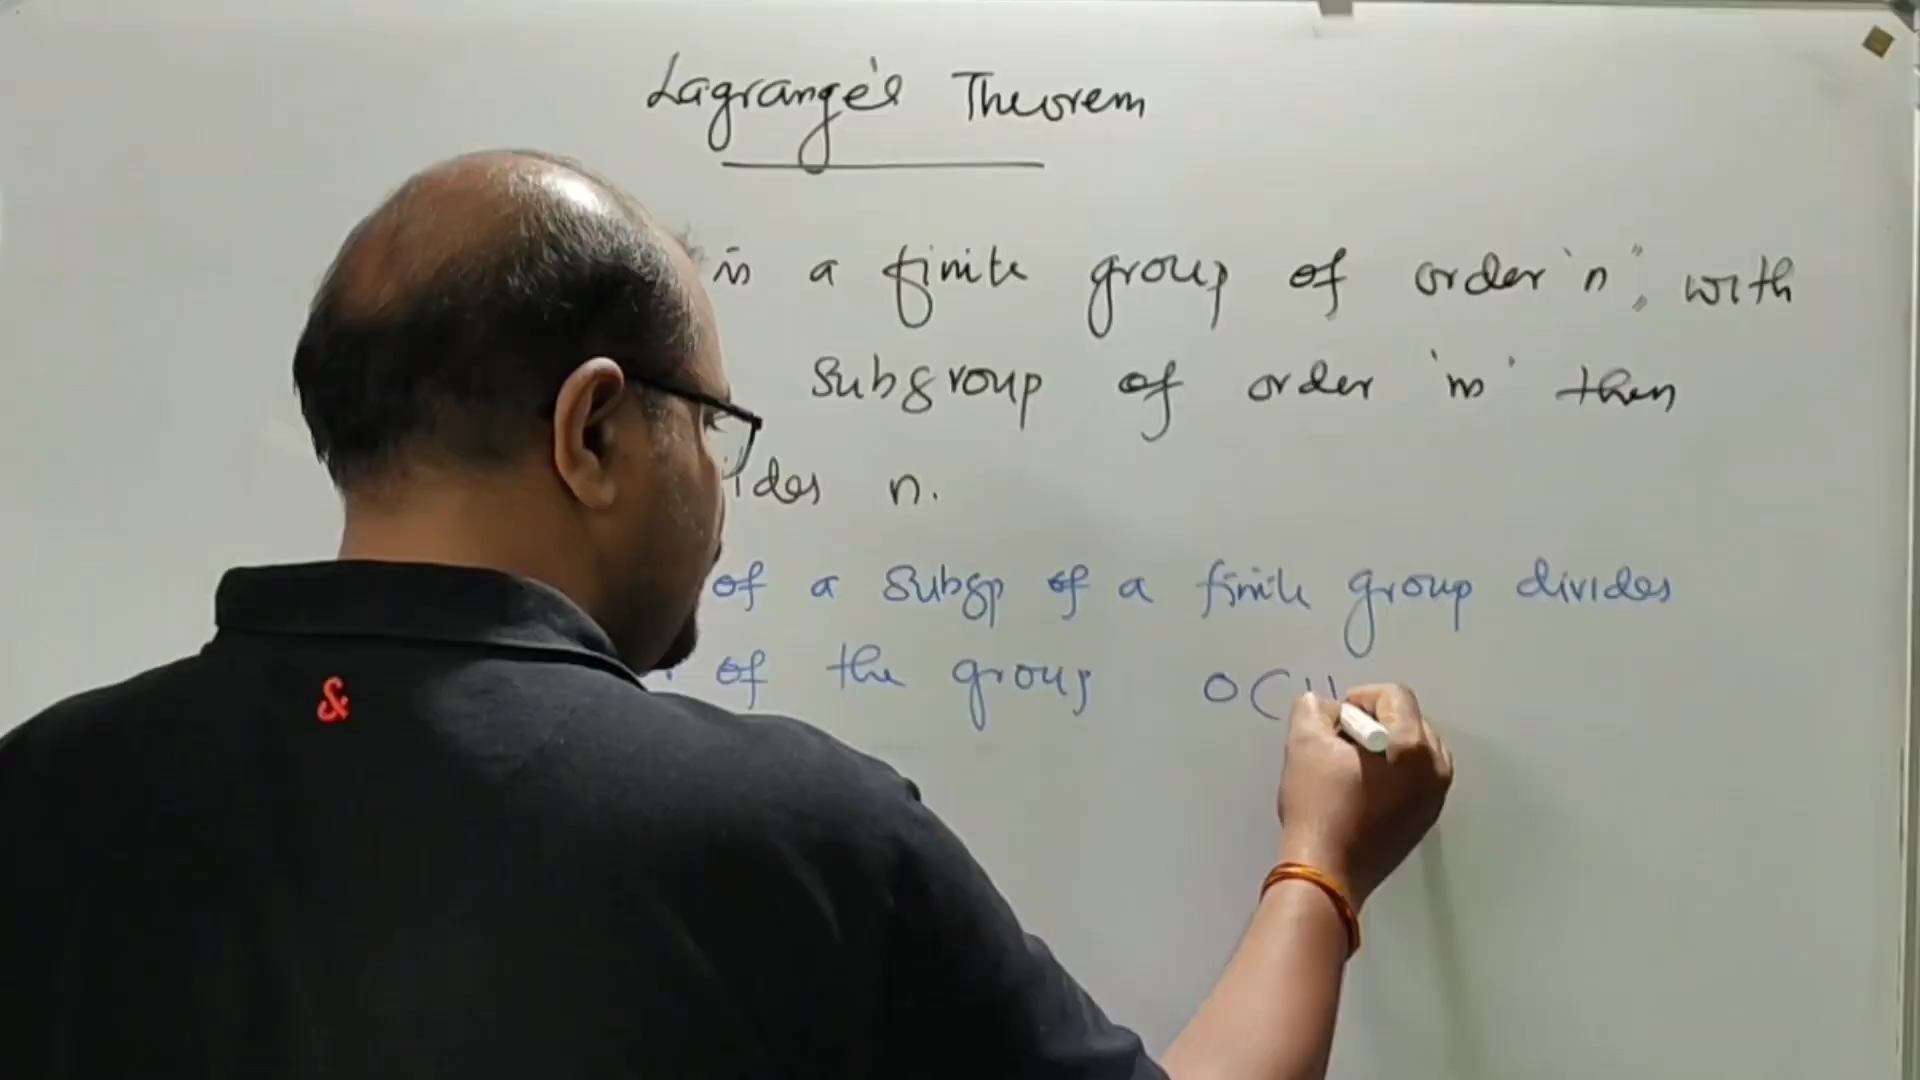 Lagrange's Theorem
is a finite group of order 'n', with
subgroup of order 'm' then
ides n.
of a subgp of a finite group divides
of the group O(H
&